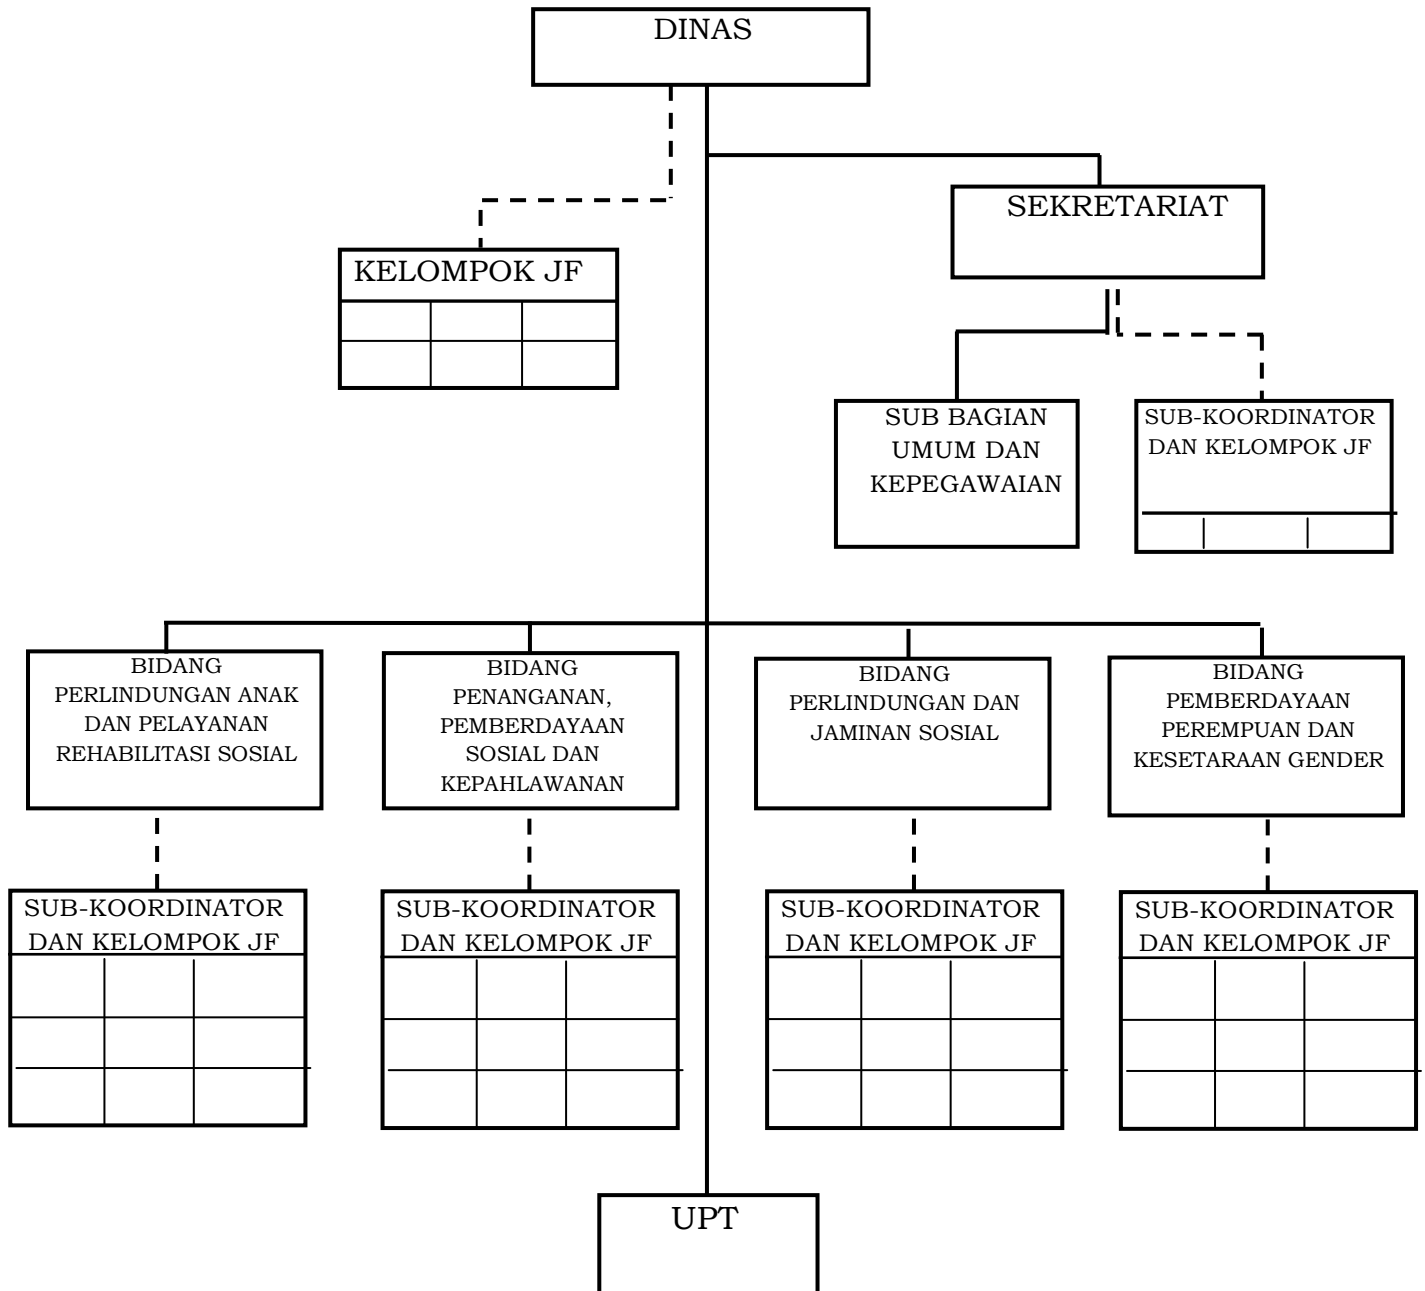 DINAS
SEKRETARIAT
KELOMPOK JF
SUB BAGIAN
UMUM DAN
KEPEGAWAIAN
SUB-KOORDINATOR
DAN KELOMPOK JF
BIDANG
PERLINDUNGAN ANAK
DAN PELAYANAN
REHABILITASI SOSIAL
BIDANG
PENANGANAN,
PEMBERDAYAAN
SOSIAL DAN
KEPAHLAWANAN
BIDANG
PERLINDUNGAN DAN
JAMINAN SOSIAL
BIDANG
PEMBERDAYAAN
PEREMPUAN DAN
KESETARAAN GENDER
SUB-KOORDINATOR
DAN KELOMPOK JF
SUB-KOORDINATOR
DAN KELOMPOK JF
SUB-KOORDINATOR
DAN KELOMPOK JF
SUB-KOORDINATOR
DAN KELOMPOK JF
UPT